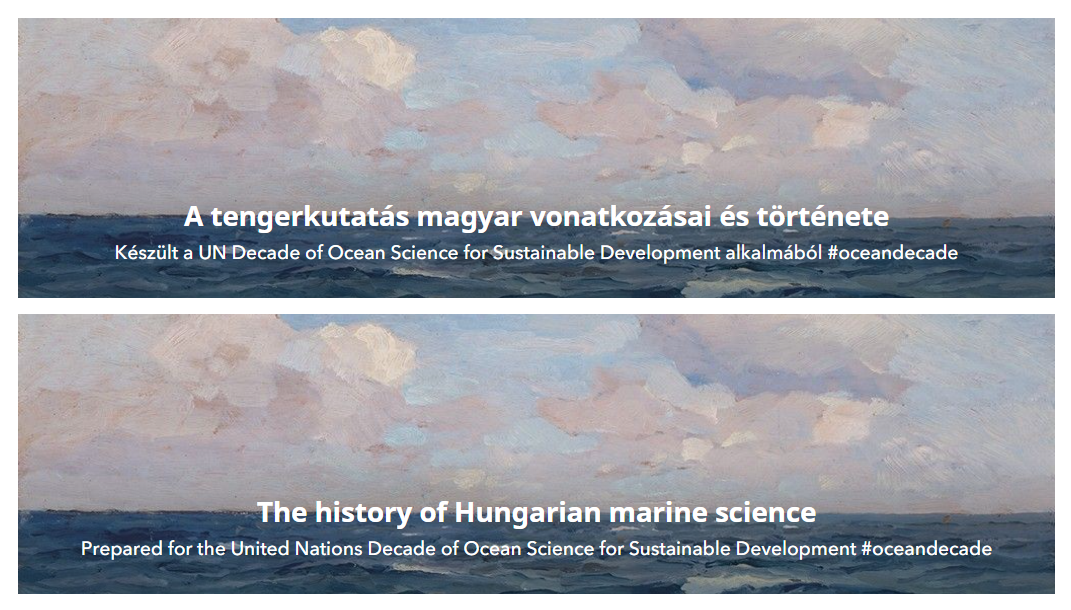 A tengerkutatás magyar vonatkozásai és története
Készült a UN Decade of Ocean Science for Sustainable Development alkalmából #oceandecade
The history of Hungarian marine science
Prepared for the United Nations Decade of Ocean Science for Sustainable Development #oceandecade